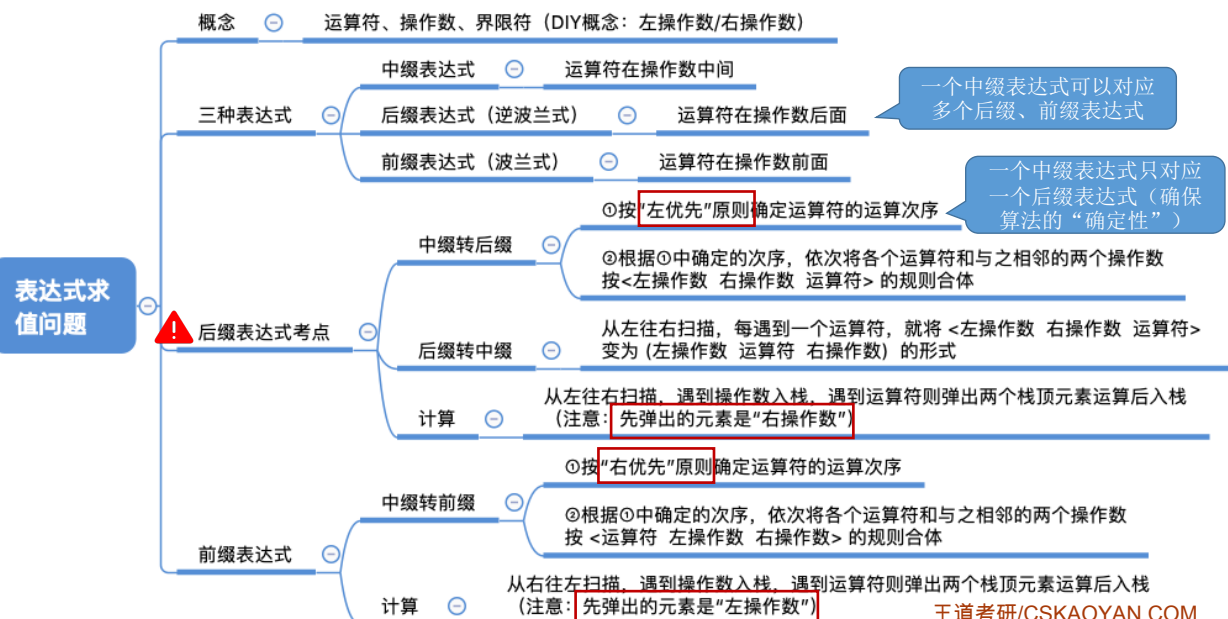 概念
运算符、操作数、界限符（DIY概念：左操作数/右操作数）
三种表达式
中缀表达式
运算符在操作数中间
后缀表达式（逆波兰式）
运算符在操作数后面
前缀表达式（波兰式）
运算符在操作数前面
一个中缀表达式可以对应
多个后缀、前缀表达式
一个中缀表达式只对应
一个后缀表达式（确保
算法的“确定性”）
表达式求
值问题
后缀表达式考点
中缀转后缀
①按“左优先”原则确定运算符的运算次序
②根据①中确定的次序，依次将各个运算符和与之相邻的两个操作数
按<左操作数 右操作数 运算符> 的规则合体
后缀转中缀
从左往右扫描，每遇到一个运算符，就将 <左操作数 右操作数 运算符>
变为 (左操作数 运算符 右操作数) 的形式
计算
从左往右扫描，遇到操作数入栈，遇到运算符则弹出两个栈顶元素运算后入栈
（注意：先弹出的元素是“右操作数”）
前缀表达式
中缀转前缀
①按“右优先”原则确定运算符的运算次序
②根据①中确定的次序，依次将各个运算符和与之相邻的两个操作数
按 <运算符 左操作数 右操作数> 的规则合体
计算
从右往左扫描，遇到操作数入栈，遇到运算符则弹出两个栈顶元素运算后入栈
（注意：先弹出的元素是“左操作数”）
王道考研/CSKAOYAN.COM